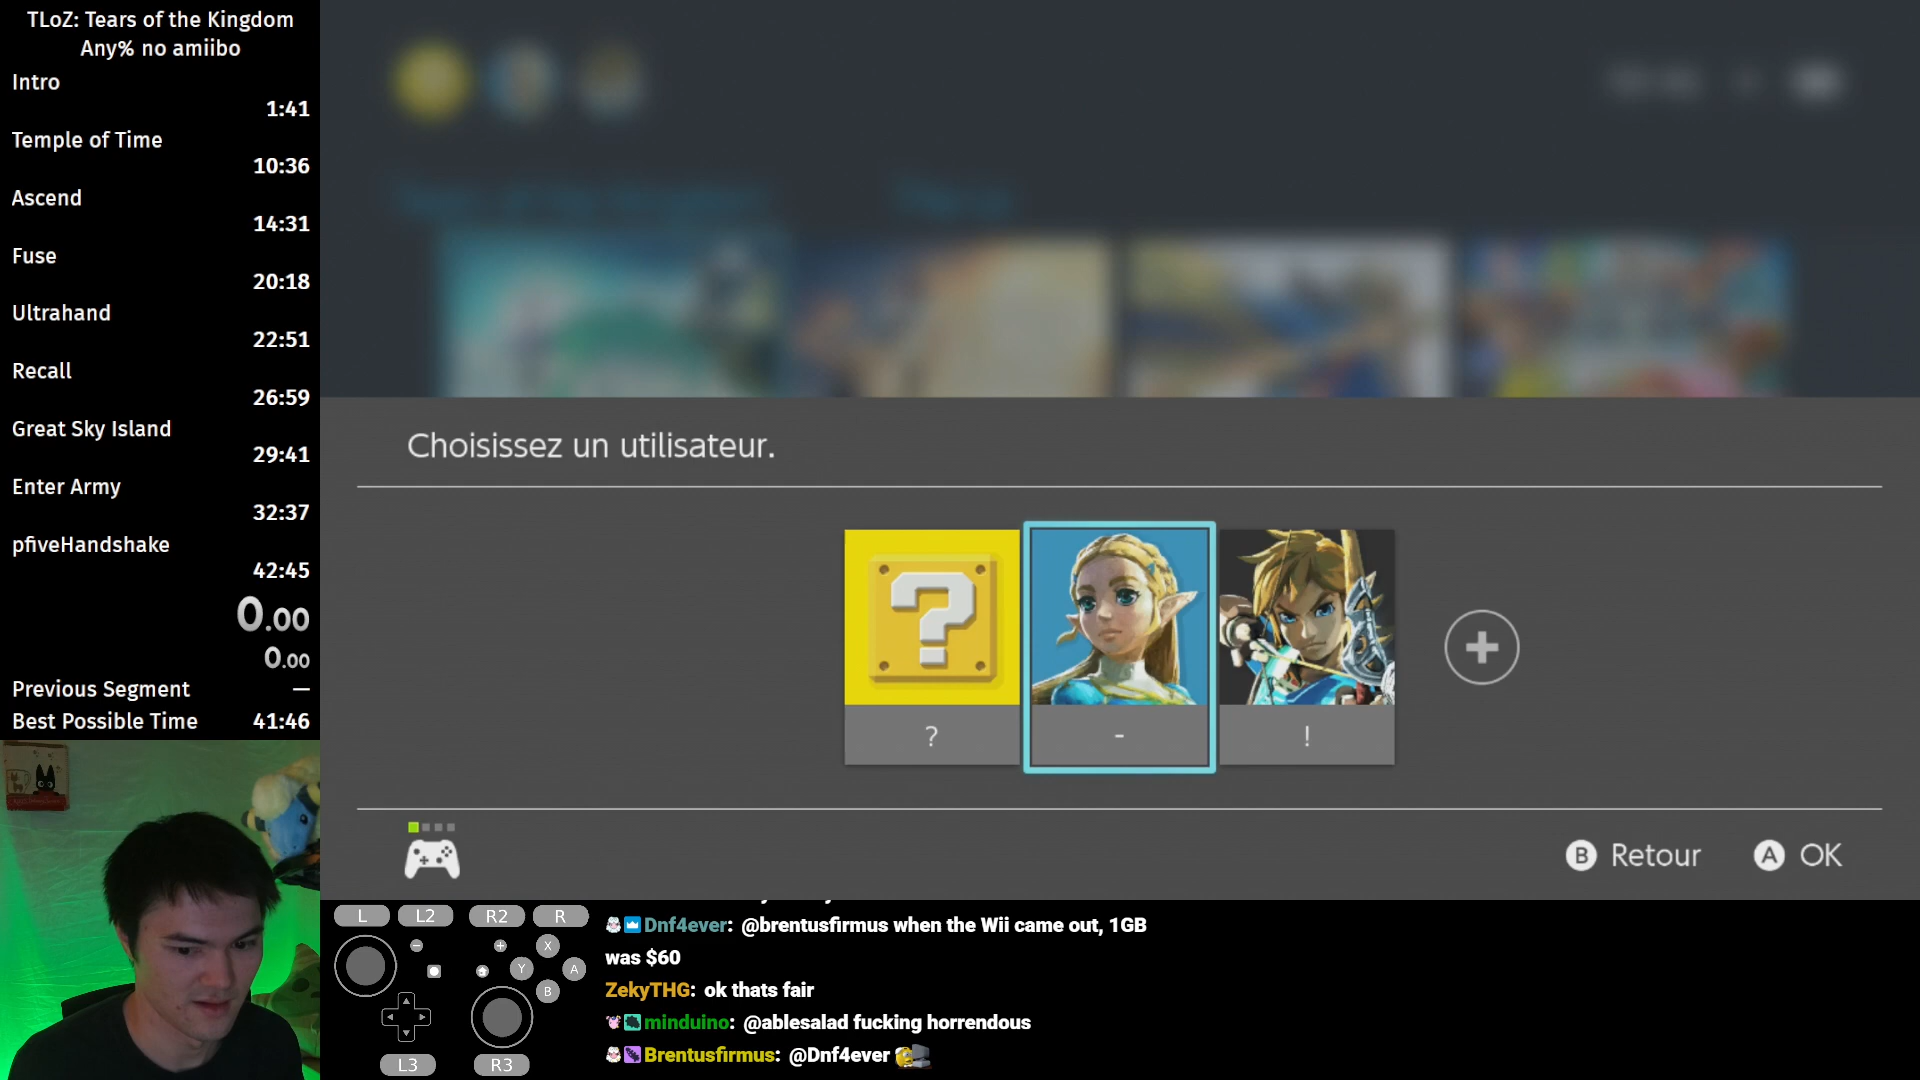 TLoZ: Tears of the Kingdom
Any% no amiibo
Intro
1:41
Temple of Time
10:36
Ascend
14:31
Fuse
20:18
Ultrahand
22:51
Recall
26:59
Great Sky Island
29:41
Enter Army
32:37
pfiveHandshake
42:45
0.00
0.00
Previous Segment —
Best Possible Time 41:46
Choisissez un utilisateur.
? - !
B Retour A OK
L L2 R2 R
X
Y A
B
L3 R3
Dnf4ever: @brentusfirmus when the Wii came out, 1GB
was $60
ZekyTHG: ok thats fair
minduino: @ablesalad fucking horrendous
Brentusfirmus: @Dnf4ever